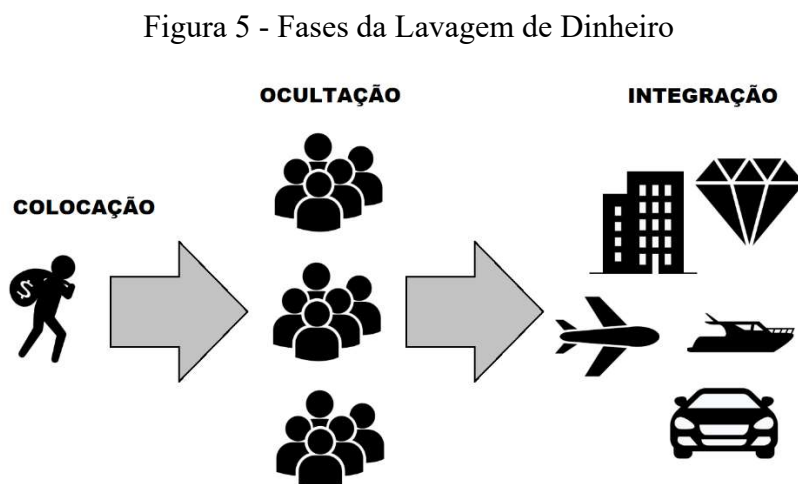 Figura 5 - Fases da Lavagem de Dinheiro
OCULTAÇÃO
INTEGRAÇÃO
COLOCAÇÃO
$